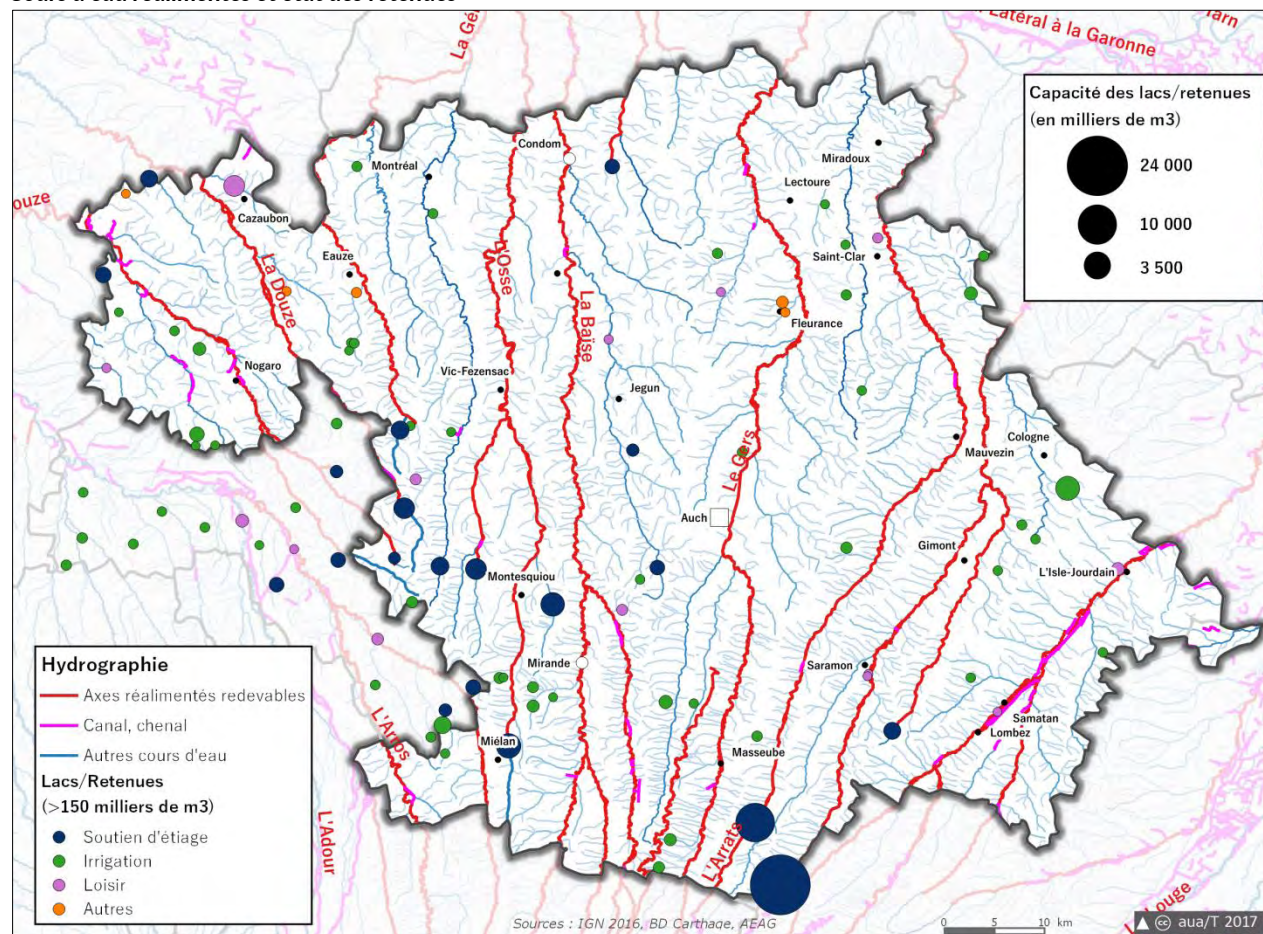 La Gé
Latéral à la Garonne
Tarn
Capacité des lacs/retenues
(en milliers de m3)
24 000
10 000
3 500
Condom
Montréal
Miradoux
Lectoure
ouze
Cazaubon
Saint-Clar
Eauze
La Douze
L'Osse
La Baïse
Fleurance
Nogaro
Vic-Fezensac
Jegun
Le Gers
Mauvezin
Cologne
Auch
Gimont
L'Isle-Jourdain
Montesquiou
Mirande
Saramon
Samatan
Lombez
Miélan
Masseube
L'Arros
L'Adour
L'Arrats
La Louge
Hydrographie
Axes réalimentés redevables
Canal, chenal
Autres cours d'eau
Lacs/Retenues
(>150 milliers de m3)
Soutien d'étiage
Irrigation
Loisir
Autres
Sources : IGN 2016, BD Carthage, AEAG
0 5 10 km
cc aua/T 2017